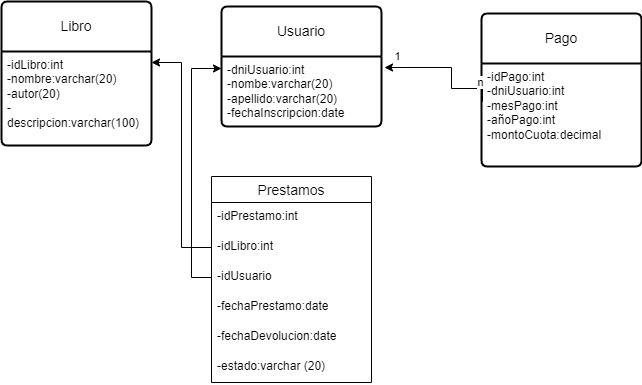 Libro
-idLibro:int
-nombre:varchar(20)
-autor(20)
-
descripcion:varchar(100)
Usuario
-dniUsuario:int
-nombre:varchar(20)
-apellido:varchar(20)
-fechaInscripcion:date
1
n
Pago
-idPago:int
-dniUsuario:int
-mesPago:int
-añoPago:int
-montoCuota:decimal
Prestamos
-idPrestamo:int
-idLibro:int
-idUsuario
-fechaPrestamo:date
-fechaDevolucion:date
-estado:varchar (20)